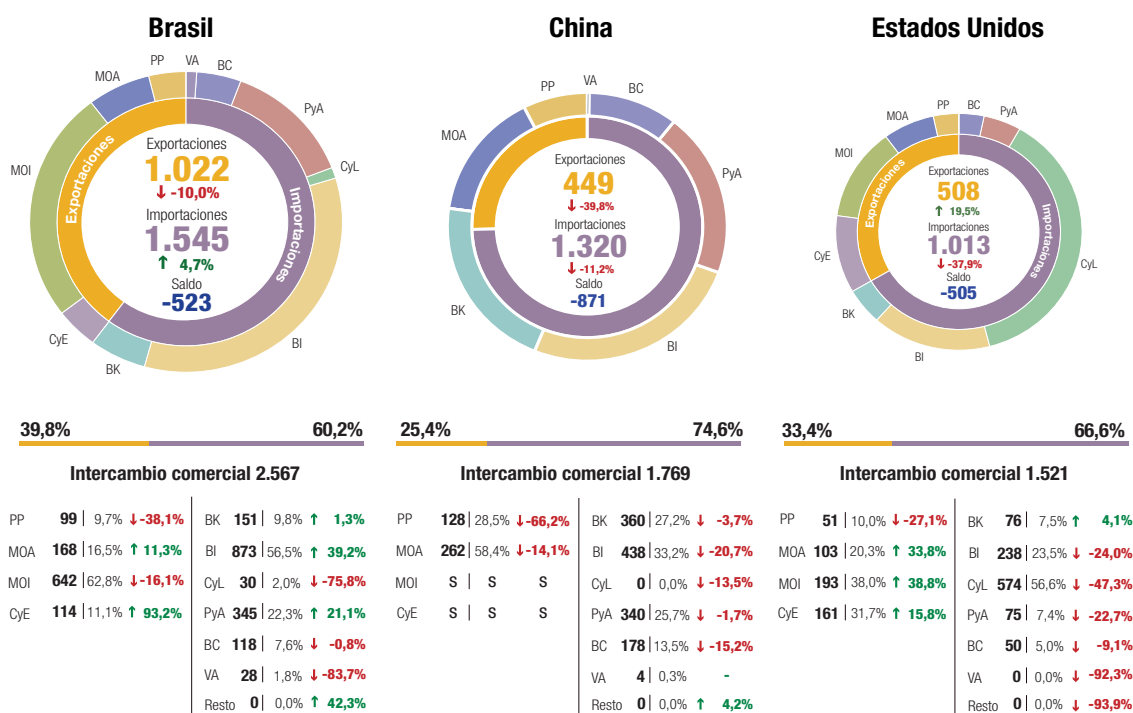 Brasil
PP
VA
BC
MOA
PyA
MOI
CyL
CyE
BK
BI
Exportaciones
Importaciones
Exportaciones
1.022
↓ -10,0%
Importaciones
1.545
↑ 4,7%
Saldo
-523
39,8% 60,2%
Intercambio comercial 2.567
PP 99 | 9,7% ↓ -38,1%
MOA 168 | 16,5% ↑ 11,3%
MOI 642 | 62,8% ↓ -16,1%
CyE 114 | 11,1% ↑ 93,2%
BK 151 | 9,8% ↑ 1,3%
BI 873 | 56,5% ↑ 39,2%
CyL 30 | 2,0% ↓ -75,8%
PyA 345 | 22,3% ↑ 21,1%
BC 118 | 7,6% ↓ -0,8%
VA 28 | 1,8% ↓ -83,7%
Resto 0 | 0,0% ↑ 42,3%
China
PP
VA
BC
MOA
PyA
BK
BI
Exportaciones
449
↓ -39,8%
Importaciones
1.320
↓ -11,2%
Saldo
-871
25,4% 74,6%
Intercambio comercial 1.769
PP 128 | 28,5% ↓ -66,2%
MOA 262 | 58,4% ↓ -14,1%
MOI S | S S
CyE S | S S
BK 360 | 27,2% ↓ -3,7%
BI 438 | 33,2% ↓ -20,7%
CyL 0 | 0,0% ↓ -13,5%
PyA 340 | 25,7% ↓ -1,7%
BC 178 | 13,5% ↓ -15,2%
VA 4 | 0,3% -
Resto 0 | 0,0% ↑ 4,2%
Estados Unidos
PP
BC
MOA
PyA
MOI
CyE
CyL
BK
BI
Exportaciones
Importaciones
Exportaciones
508
↑ 19,5%
Importaciones
1.013
↓ -37,9%
Saldo
-505
33,4% 66,6%
Intercambio comercial 1.521
PP 51 | 10,0% ↓ -27,1%
MOA 103 | 20,3% ↑ 33,8%
MOI 193 | 38,0% ↑ 38,8%
CyE 161 | 31,7% ↑ 15,8%
BK 76 | 7,5% ↑ 4,1%
BI 238 | 23,5% ↓ -24,0%
CyL 574 | 56,6% ↓ -47,3%
PyA 75 | 7,4% ↓ -22,7%
BC 50 | 5,0% ↓ -9,1%
VA 0 | 0,0% ↓ -92,3%
Resto 0 | 0,0% ↓ -93,9%